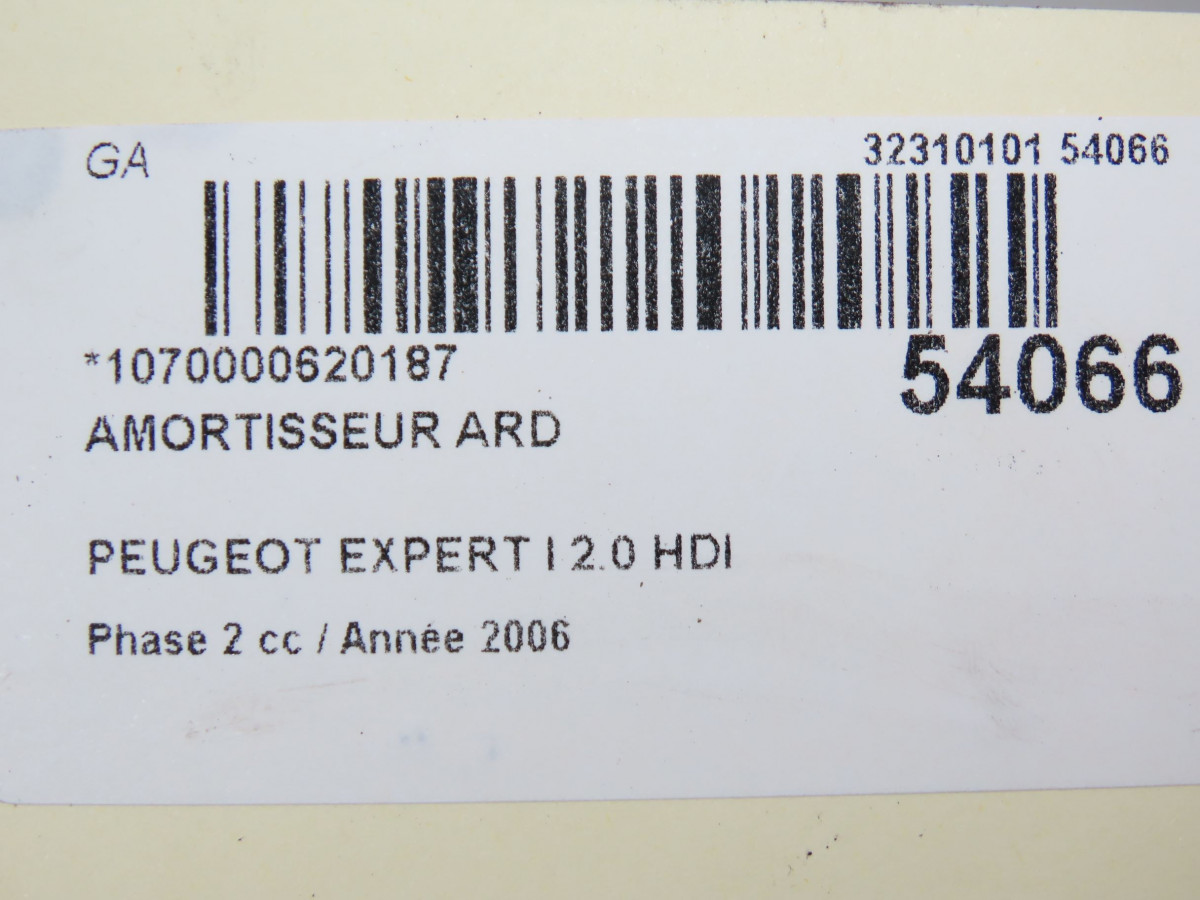 GA 32310101 54066
*1070000620187 54066
AMORTISSEUR ARD
PEUGEOT EXPERT I 2.0 HDI
Phase 2 cc / Année 2006